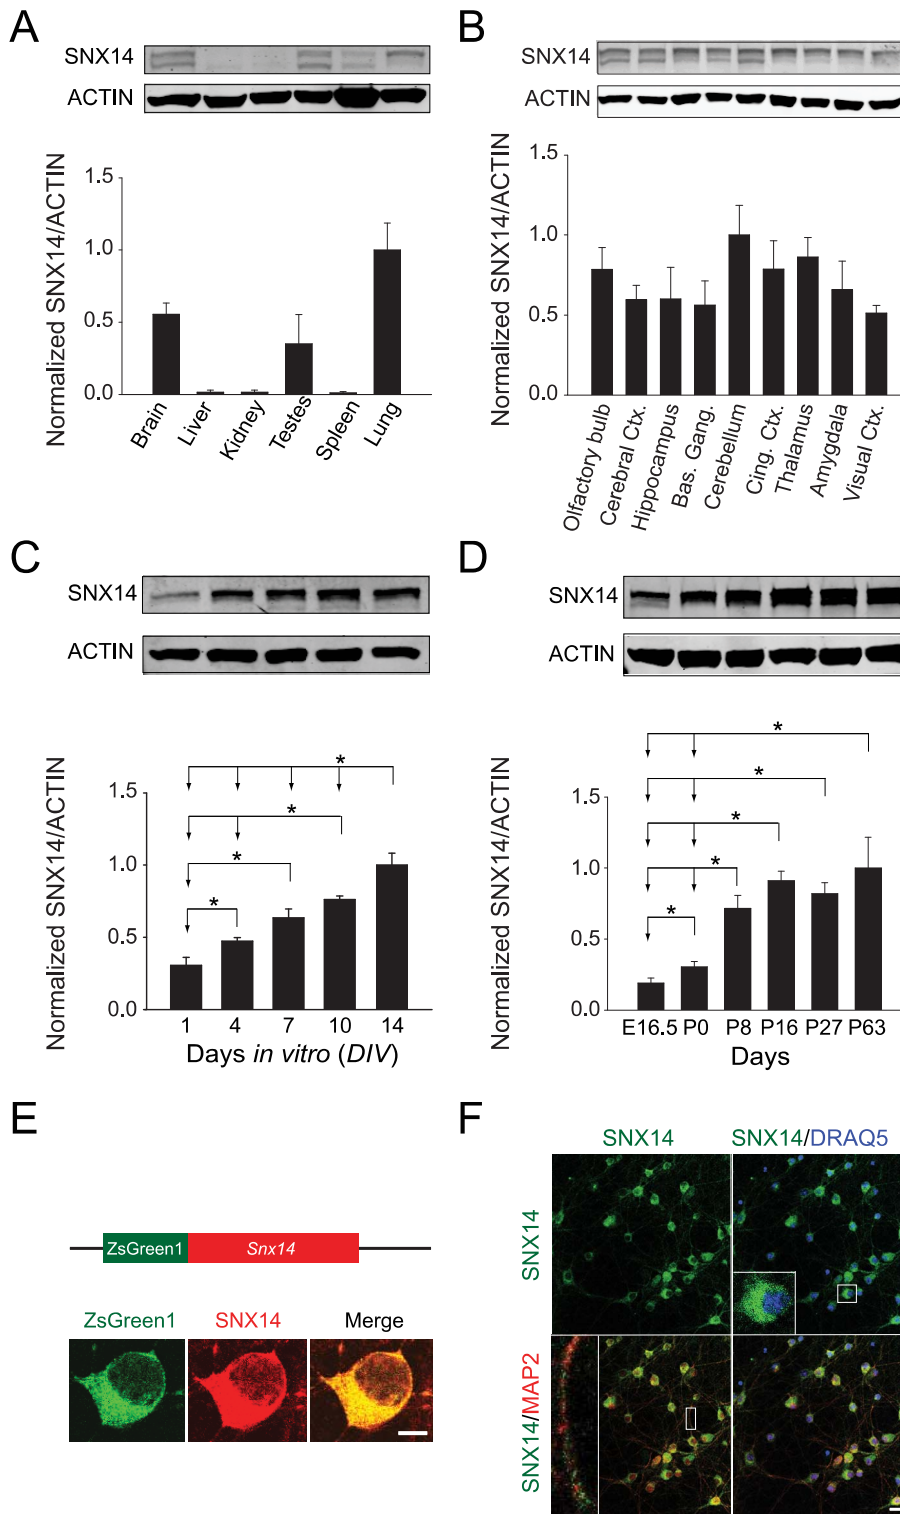 A
SNX14
ACTIN
Normalized SNX14/ACTIN
1.5
1.0
0.5
0.0
Brain
Liver
Kidney
Testes
Spleen
Lung
B
SNX14
ACTIN
Normalized SNX14/ACTIN
1.5
1.0
0.5
0.0
Olfactory bulb
Cerebral Ctx.
Hippocampus
Bas. Gang.
Cerebellum
Cing. Ctx.
Thalamus
Amygdala
Visual Ctx.
C
SNX14
ACTIN
Normalized SNX14/ACTIN
1.5
1.0
0.5
0.0
*
*
*
*
1 4 7 10 14
Days in vitro (DIV)
D
SNX14
ACTIN
Normalized SNX14/ACTIN
1.5
1.0
0.5
0.0
*
*
*
*
*
E16.5 P0 P8 P16 P27 P63
Days
E
ZsGreen1 Snx14
ZsGreen1 SNX14 Merge
F
SNX14 SNX14/DRAQ5
SNX14
SNX14/MAP2